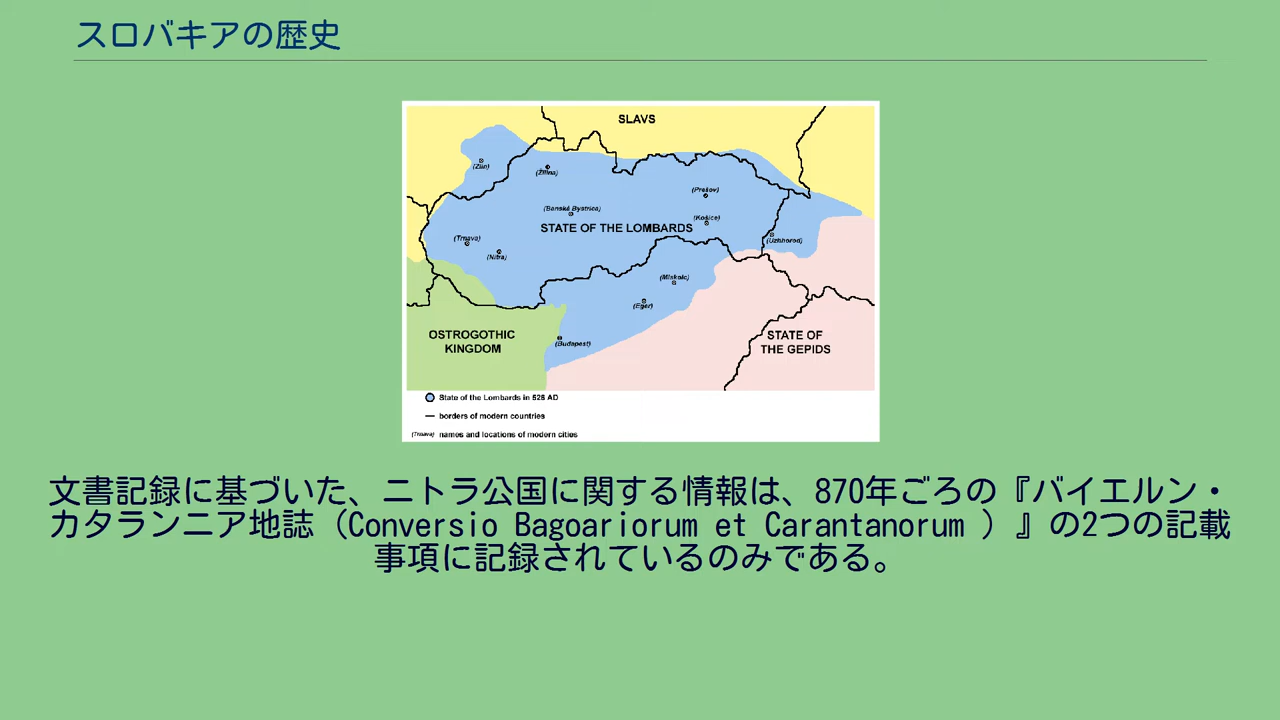 スロバキアの歴史
SLAVS
(Zlín)
(Žilina)
(Prešov)
(Banská Bystrica)
(Košice)
STATE OF THE LOMBARDS
(Trnava)
(Uzkhorod)
(Nitra)
(Miskolc)
(Eger)
OSTROGOTHIC
KINGDOM
(Budapest)
STATE OF
THE GEPIDS
State of the Lombards in 526 AD
borders of modern countries
(Trnava) names and locations of modern cities
文書記録に基づいた、ニトラ公国に関する情報は、870年ごろの『バイエルン・
カタランニア地誌（Conversio Bagoariorum et Carantanorum ）』の2つの記載
事項に記録されているのみである。